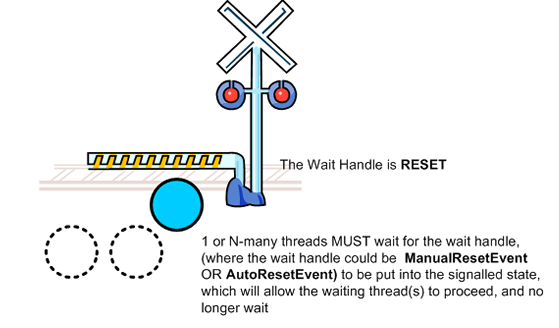 The Wait Handle is RESET
1 or N-many threads MUST wait for the wait handle,
(where the wait handle could be ManualResetEvent
OR AutoResetEvent) to be put into the signalled state,
which will allow the waiting thread(s) to proceed, and no
longer wait